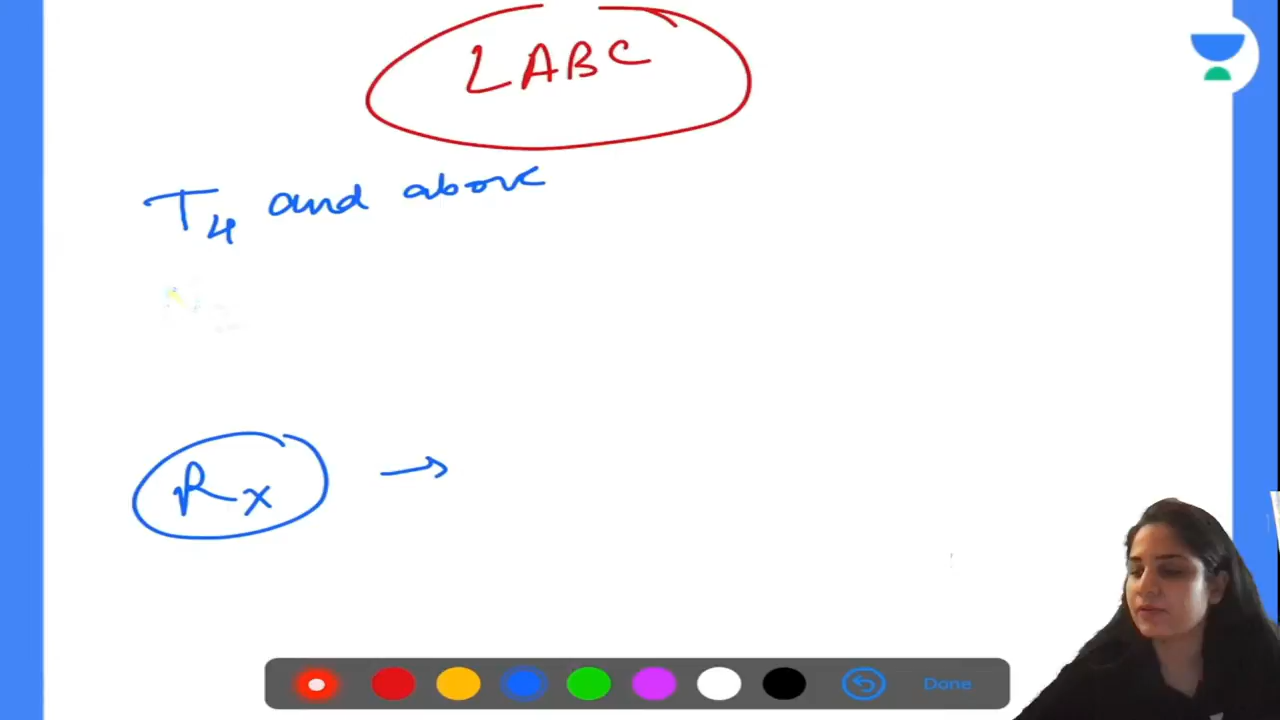 LABC
T4 and above
Rx →
Done